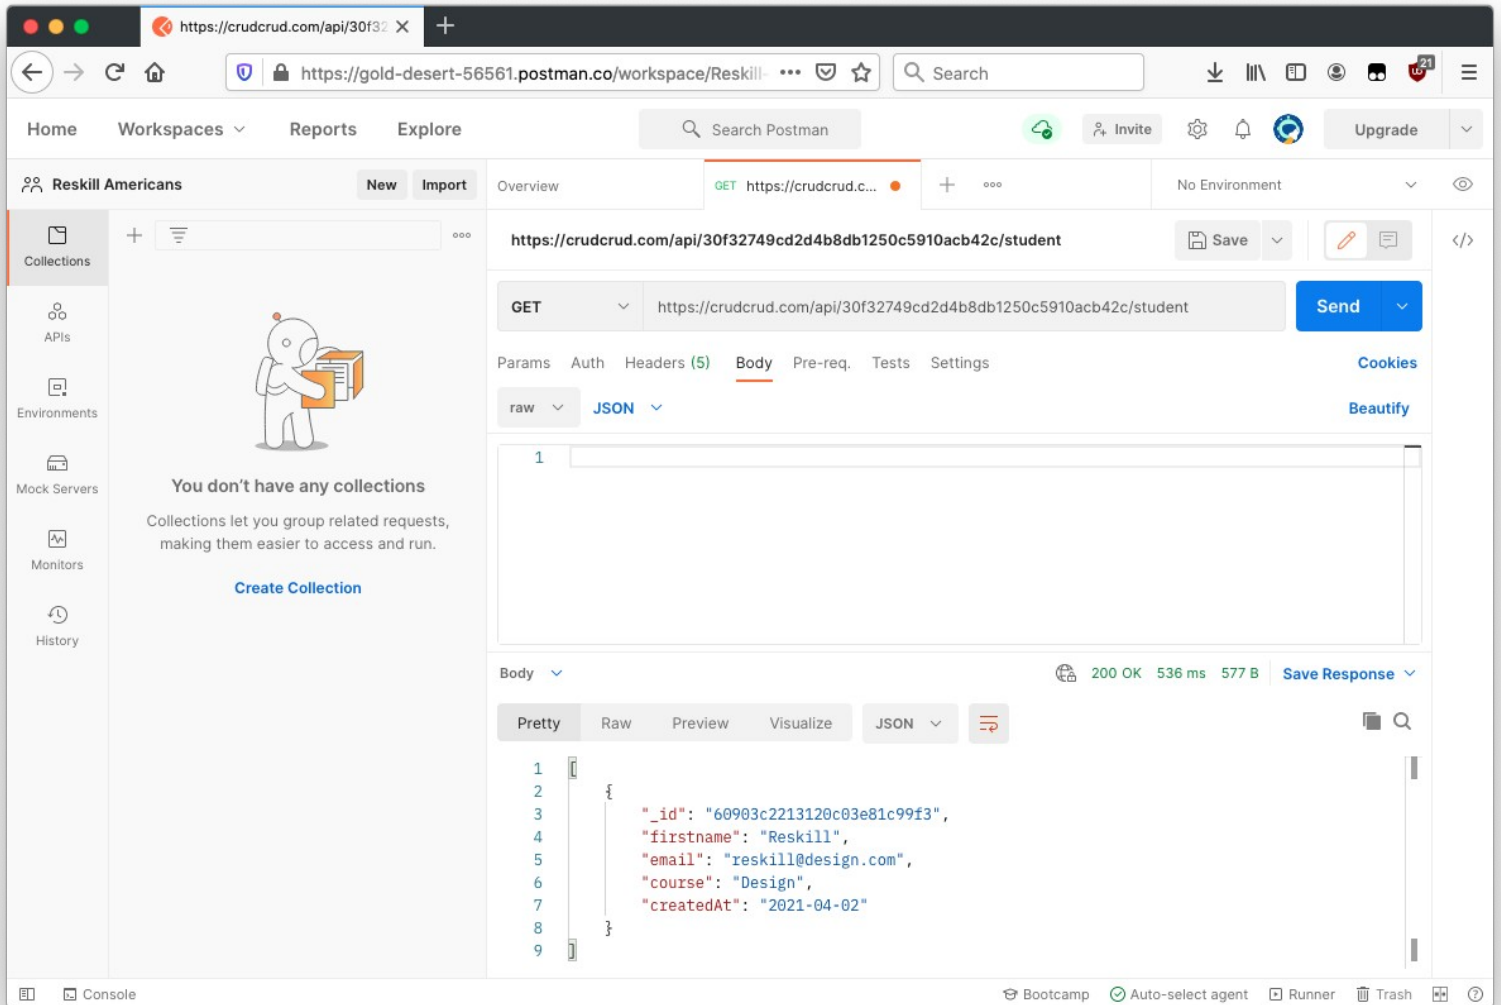 https://crudcrud.com/api/30f32
https://gold-desert-56561.postman.co/workspace/Reskill- ••• Search 21
Home Workspaces Reports Explore Search Postman Invite Upgrade
Reskill Americans New Import Overview GET https://crudcrud.c... No Environment
https://crudcrud.com/api/30f32749cd2d4b8db1250c5910acb42c/student Save </>
Collections
GET https://crudcrud.com/api/30f32749cd2d4b8db1250c5910acb42c/student Send
APIs
Params Auth Headers (5) Body Pre-req. Tests Settings Cookies
Environments
raw JSON Beautify
1
Mock Servers
You don't have any collections
Collections let you group related requests,
making them easier to access and run.
Monitors
Create Collection
History
Body 200 OK 536 ms 577 B Save Response
Pretty Raw Preview Visualize JSON
1 [
2 {
3 "_id": "60903c2213120c03e81c99f3",
4 "firstname": "Reskill",
5 "email": "reskill@design.com",
6 "course": "Design",
7 "createdAt": "2021-04-02"
8 }
9 ]
Console Bootcamp Auto-select agent Runner Trash